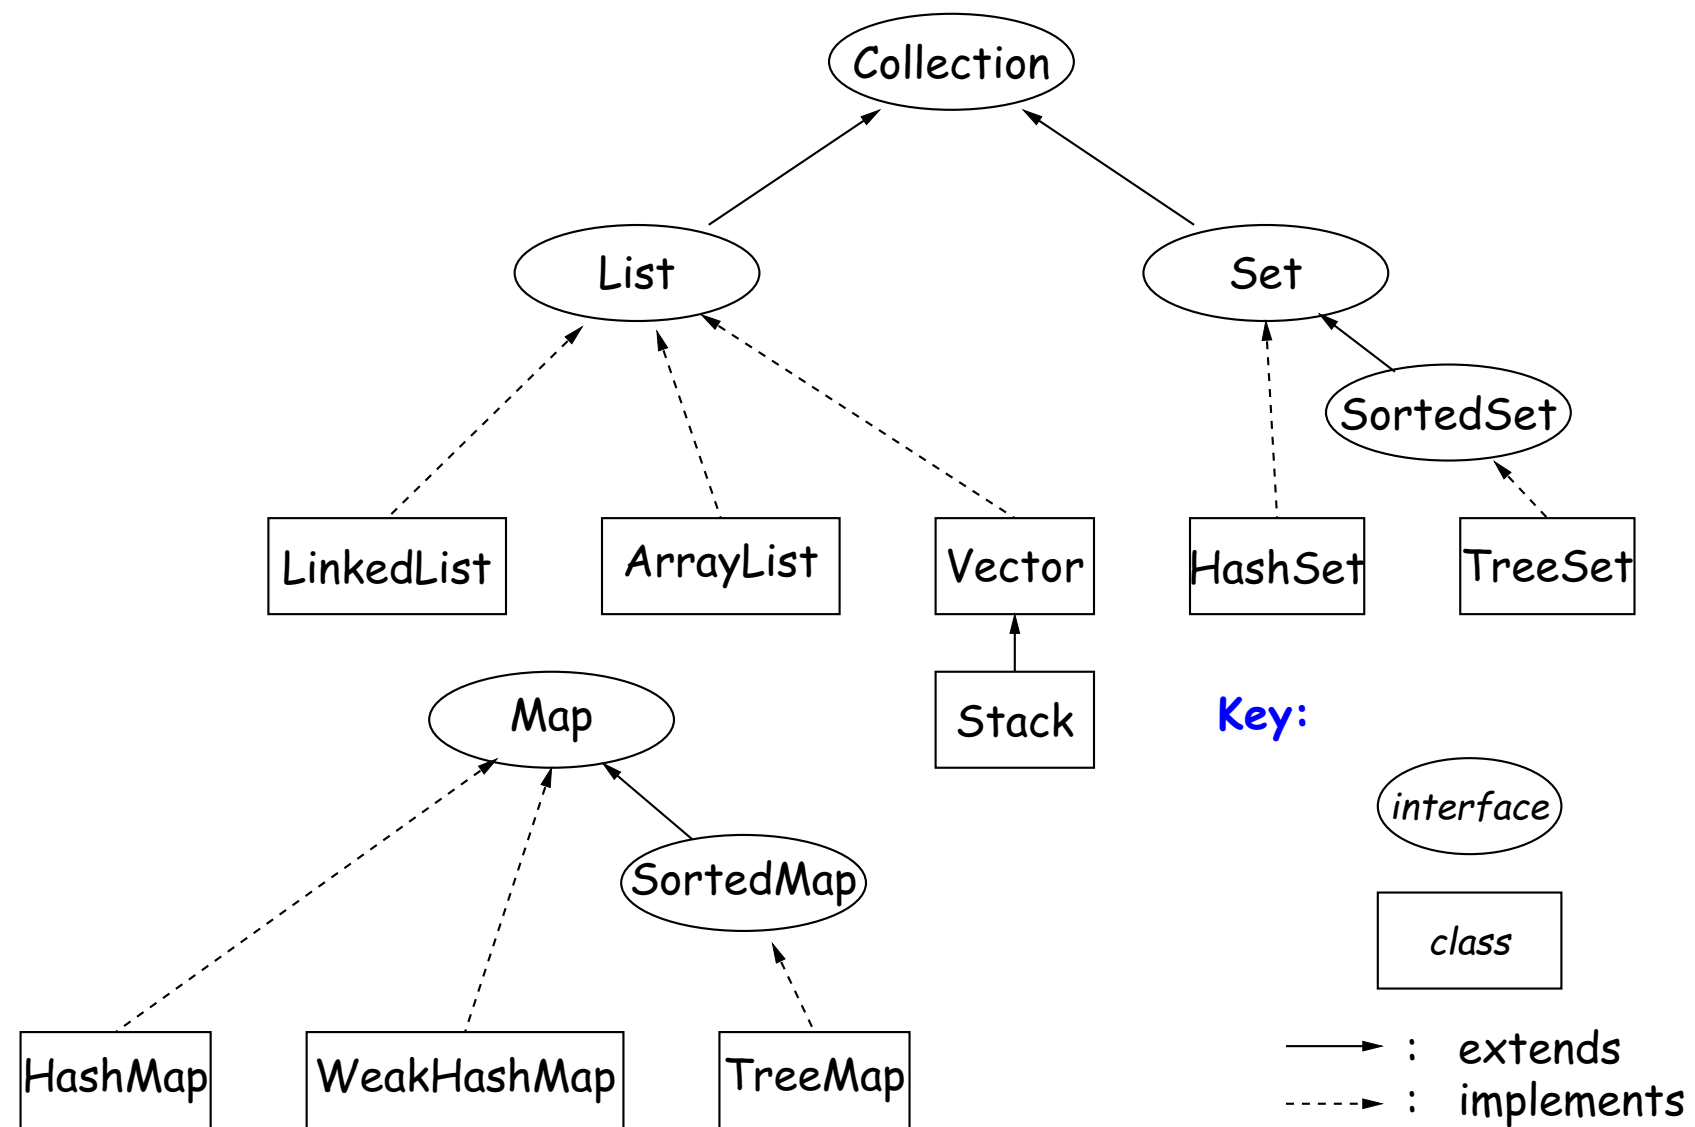 Collection
List
Set
SortedSet
LinkedList
ArrayList
Vector
HashSet
TreeSet
Map
Stack
Key:
interface
SortedMap
class
HashMap
WeakHashMap
TreeMap
: extends
: implements